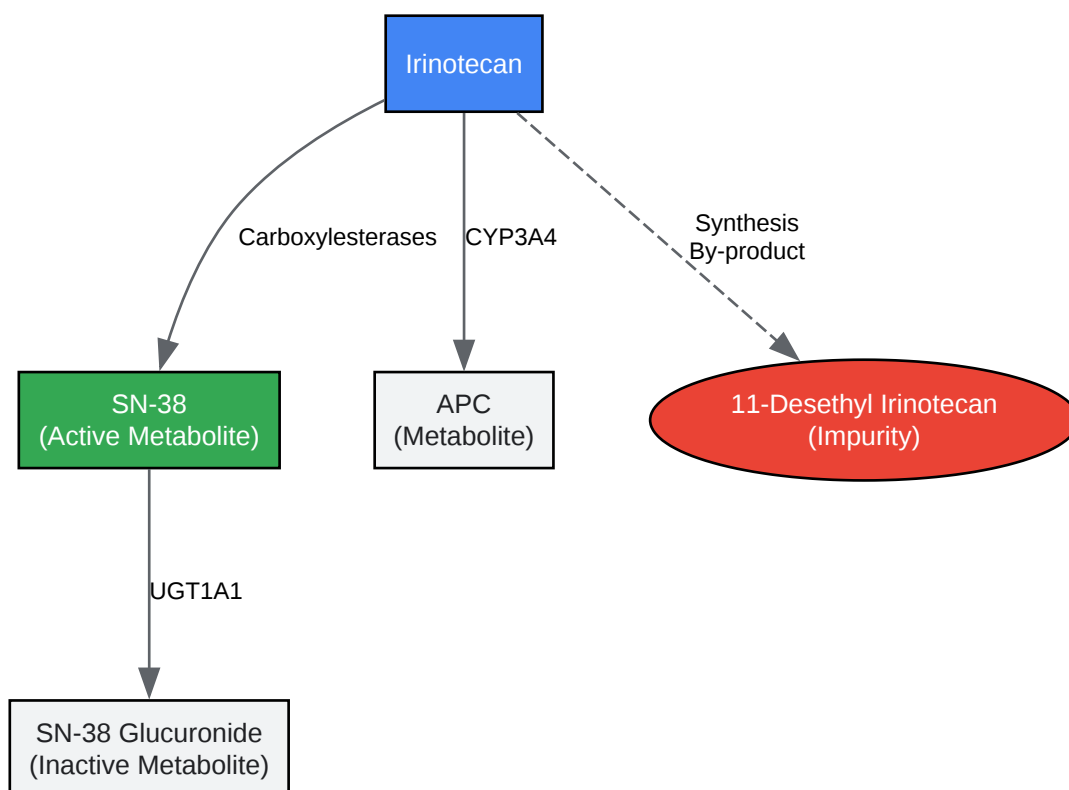 Irinotecan
Carboxylesterases
CYP3A4
Synthesis
By-product
SN-38
(Active Metabolite)
APC
(Metabolite)
11-Desethyl Irinotecan
(Impurity)
UGT1A1
SN-38 Glucuronide
(Inactive Metabolite)